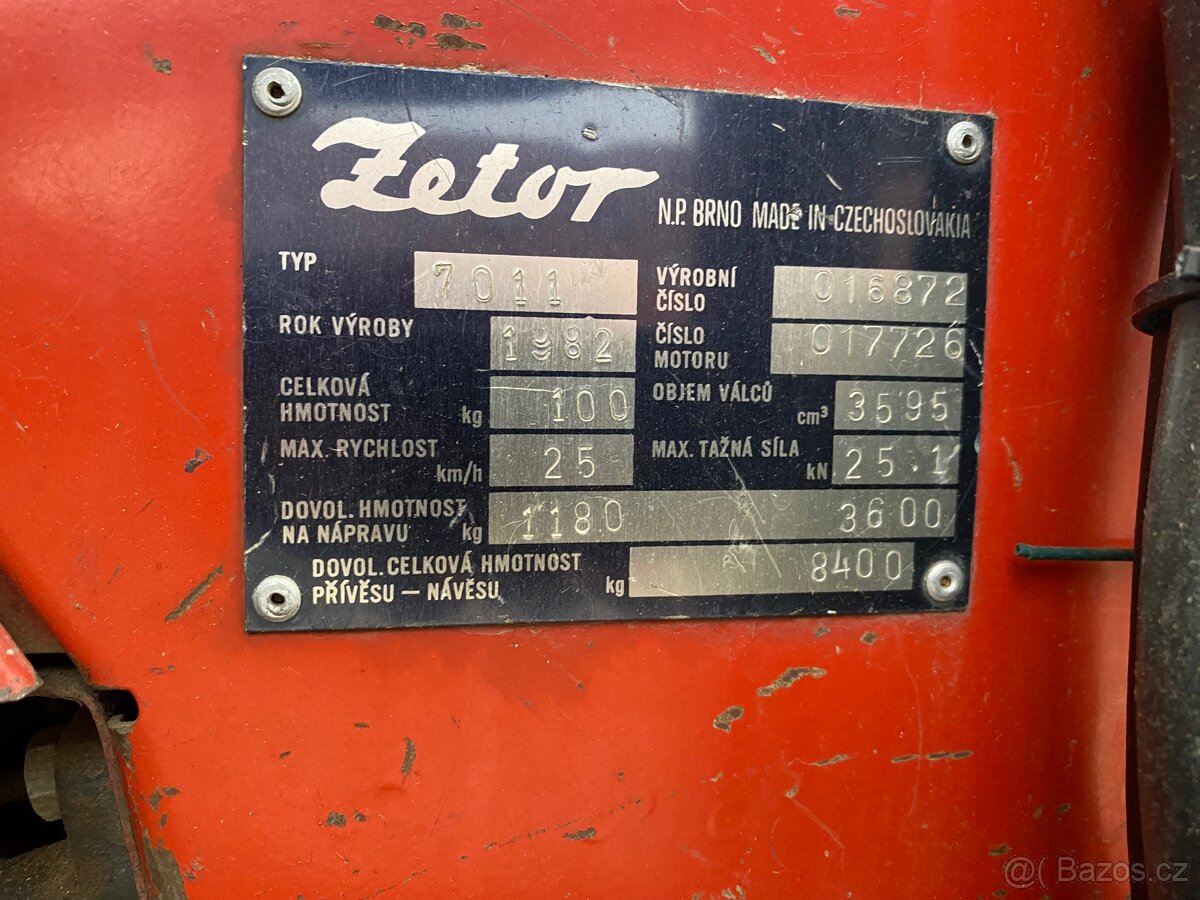 Zetor
N.P. BRNO MADE IN CZECHOSLOVAKIA
TYP 7011
VÝROBNÍ ČÍSLO 016872
ROK VÝROBY 1982
ČÍSLO MOTORU 017726
CELKOVÁ HMOTNOST kg 100
OBJEM VÁLCŮ cm³ 3595
MAX. RYCHLOST km/h 25
MAX. TAŽNÁ SÍLA kN 25.1
DOVOL. HMOTNOST NA NÁPRAVU kg 1180 3600
DOVOL. CELKOVÁ HMOTNOST PŘÍVĚSU – NÁVĚSU kg 8400
@( Bazos.cz